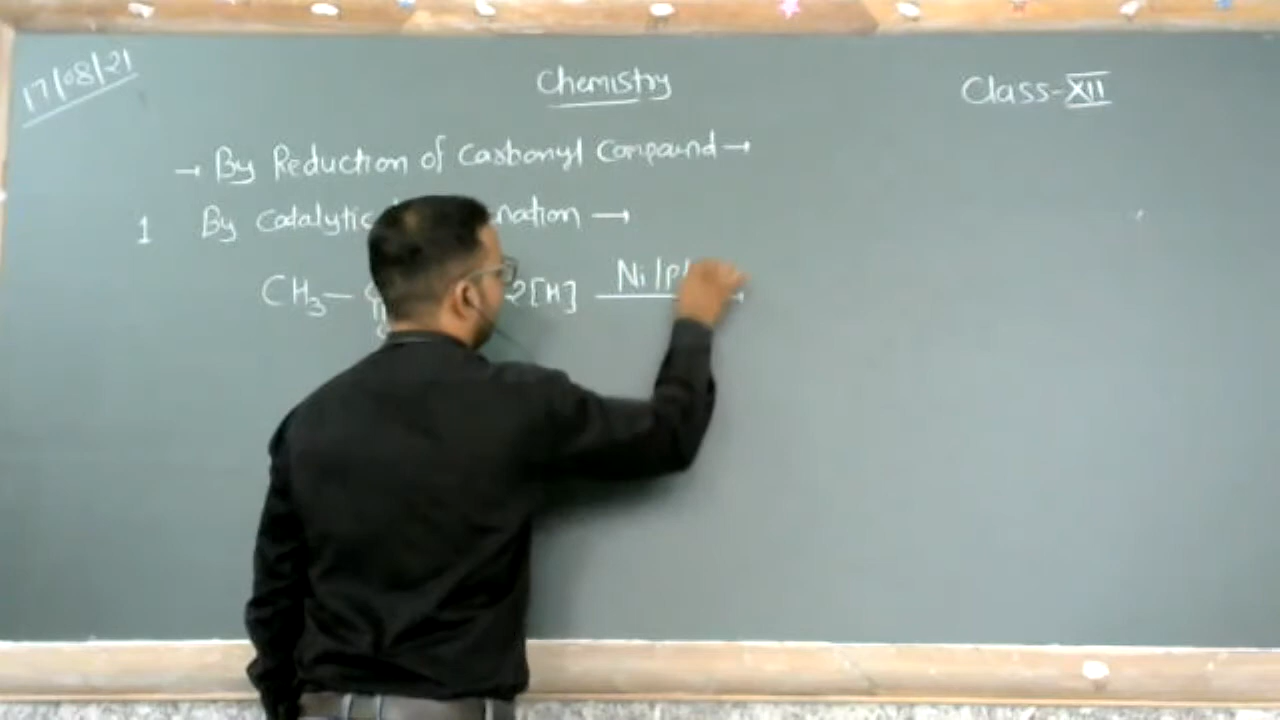 17/08/21
Chemistry
Class-XII
→ By Reduction of Carbonyl Compound →
1 By Catalytic nation →
CH3— 2[H] Ni/P